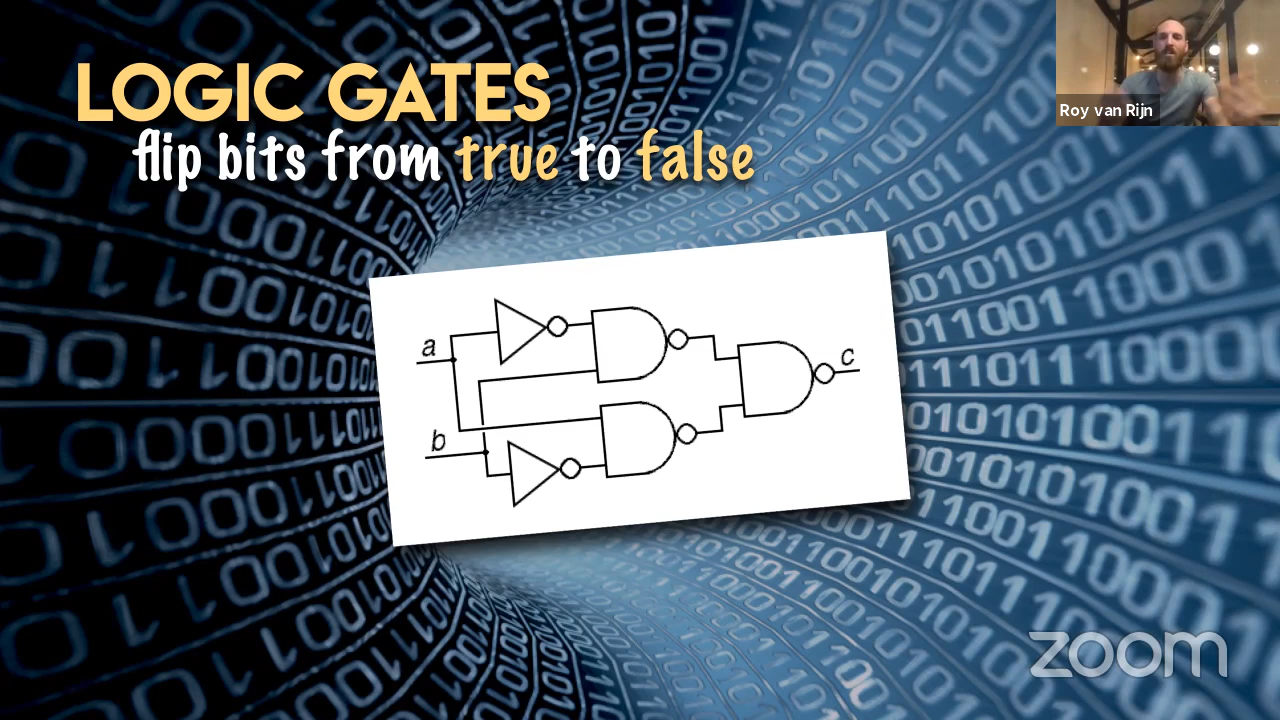 LOGIC GATES
flip bits from true to false
Roy van Rijn
a
b
c
zoom